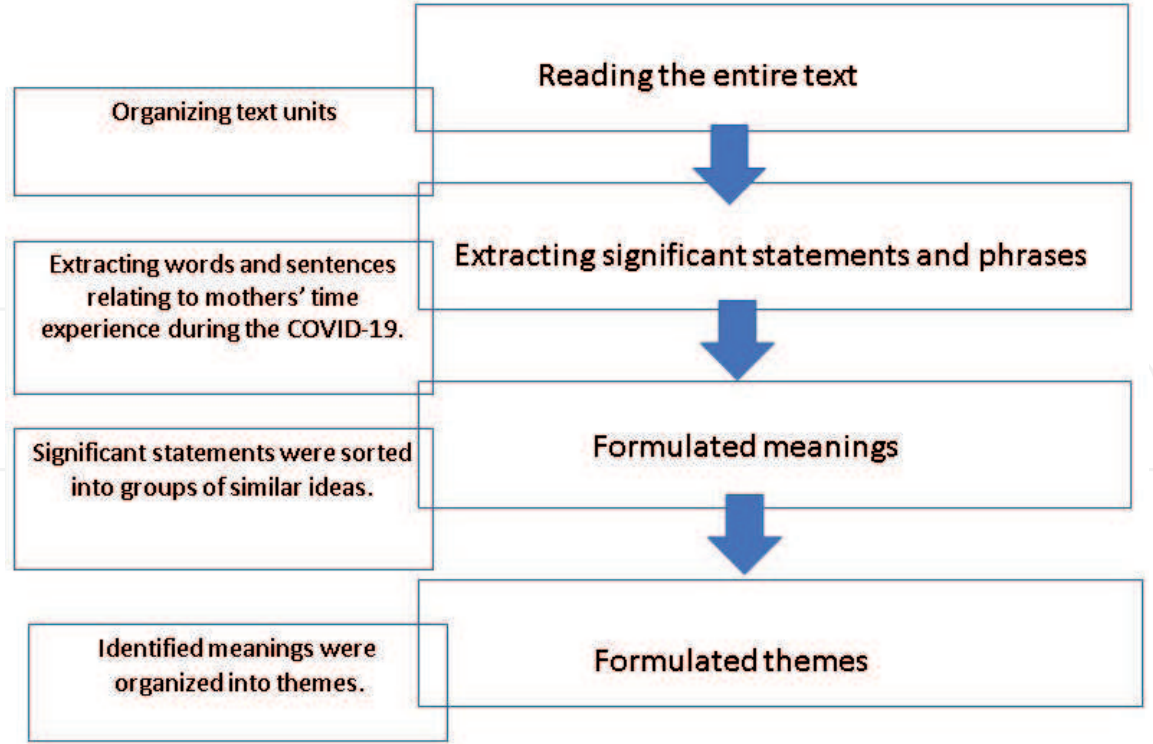 Reading the entire text
Organizing text units
Extracting significant statements and phrases
Extracting words and sentences
relating to mothers’ time
experience during the COVID-19.
Formulated meanings
Significant statements were sorted
into groups of similar ideas.
Formulated themes
Identified meanings were
organized into themes.